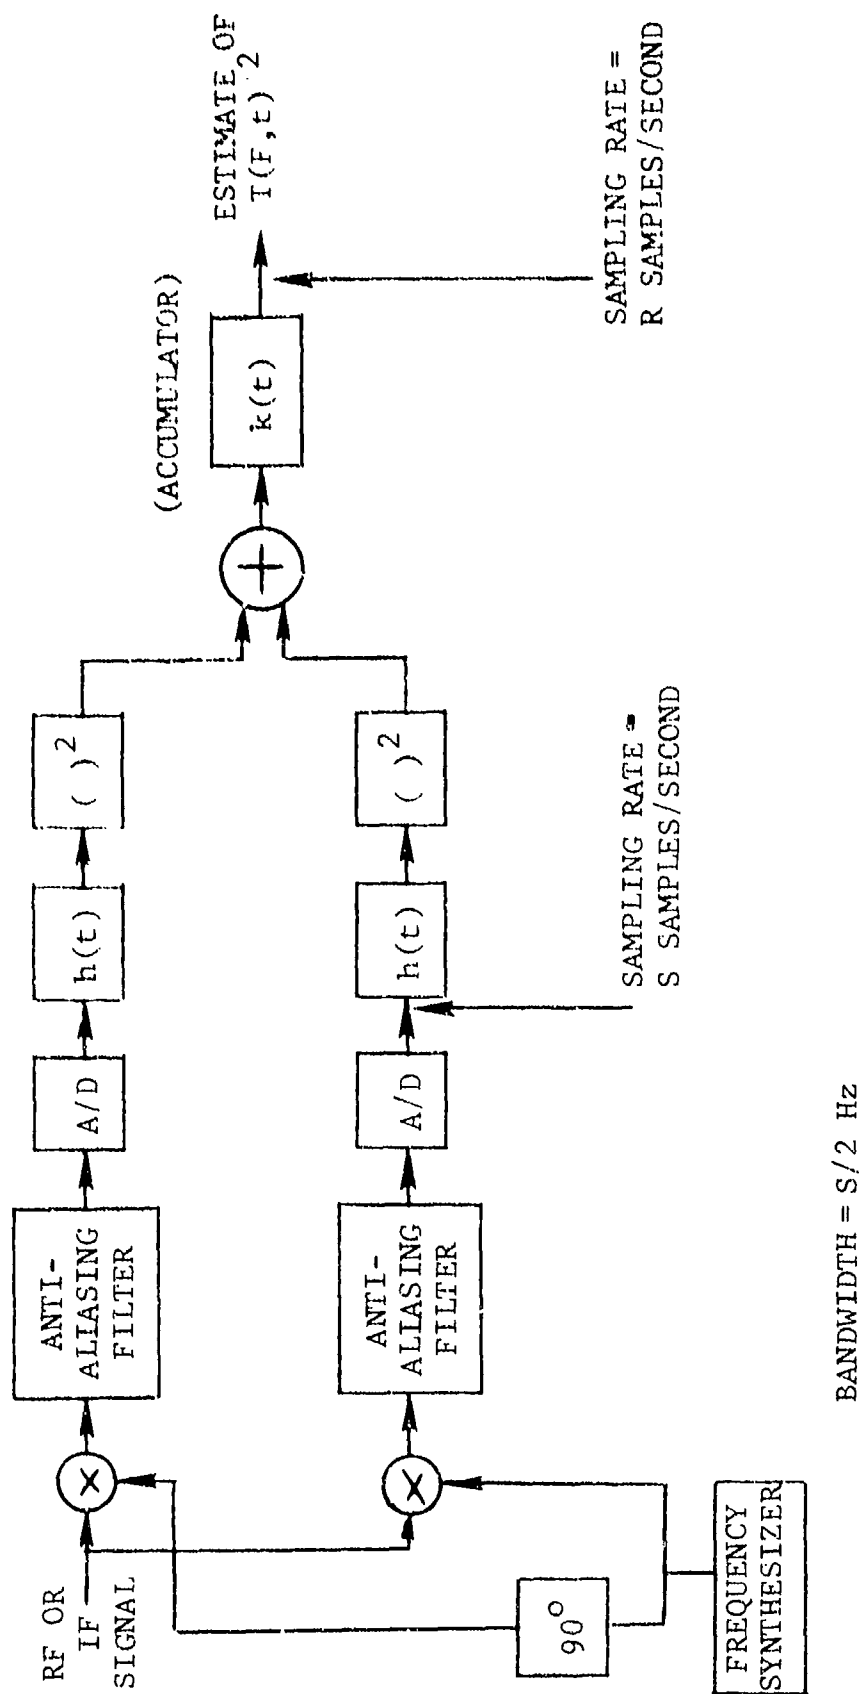 RF OR
IF
SIGNAL
×
ANTI-
ALIASING
FILTER
A/D
h(t)
( )²
×
ANTI-
ALIASING
FILTER
A/D
h(t)
( )²
90°
FREQUENCY
SYNTHESIZER
+
(ACCUMULATOR)
k(t)
ESTIMATE OF
T(F,t) 2
SAMPLING RATE =
S SAMPLES/SECOND
SAMPLING RATE =
R SAMPLES/SECOND
BANDWIDTH = S/2 Hz